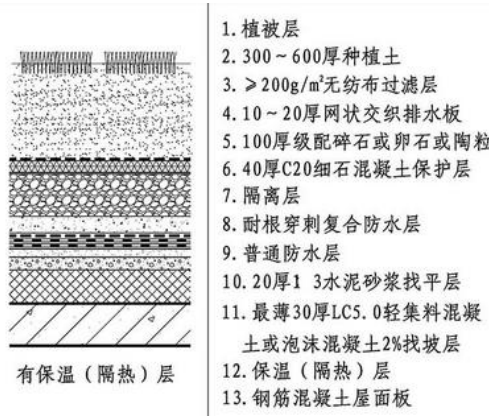 1.植被层
2.300~600厚种植土
3.≥200g/m²无纺布过滤层
4.10~20厚网状交织排水板
5.100厚级配碎石或卵石或陶粒
6.40厚C20细石混凝土保护层
7.隔离层
8.耐根穿刺复合防水层
9.普通防水层
10.20厚1 3水泥砂浆找平层
11.最薄30厚LC5.0轻集料混凝
土或泡沫混凝土2%找坡层
12.保温(隔热)层
13.钢筋混凝土屋面板
有保温(隔热)层